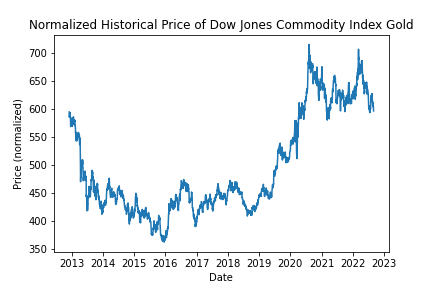 Normalized Historical Price of Dow Jones Commodity Index Gold
Price (normalized)
700
650
600
550
500
450
400
350
2013 2014 2015 2016 2017 2018 2019 2020 2021 2022 2023
Date